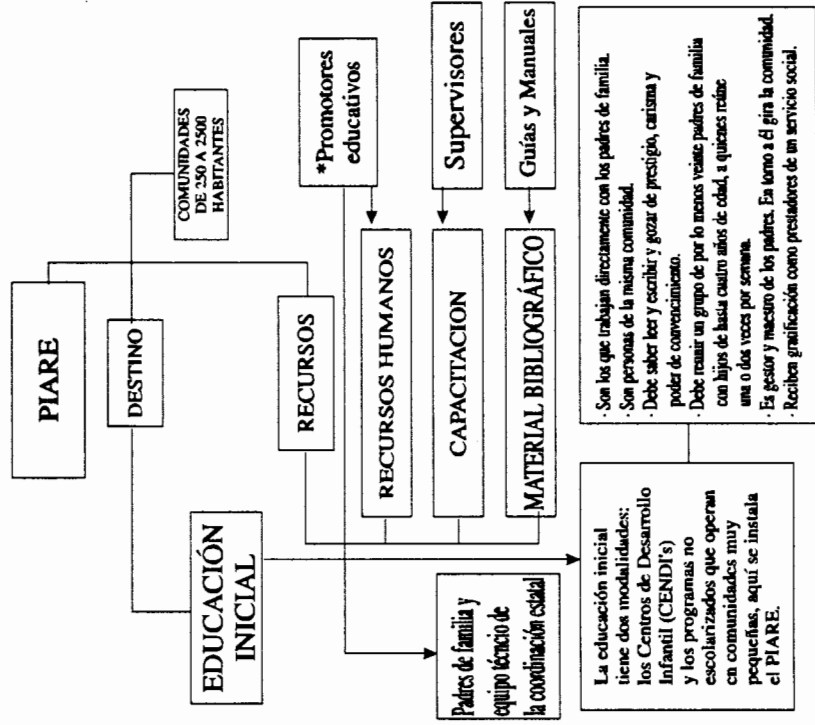 PIARE
DESTINO
COMUNIDADES
DE 250 A 2500
HABITANTES
EDUCACIÓN
INICIAL
RECURSOS
*Promotores
educativos
RECURSOS HUMANOS
Supervisores
CAPACITACION
Guías y Manuales
MATERIAL BIBLIOGRÁFICO
Padres de familia y
equipo técnicio de
la coordinación estatal
La educación inicial
tiene dos modalidades:
los Centros de Desarrollo
Infantil (CENDI's)
y los programas no
escolarizados que operan
en comunidades muy
pequeñas, aquí se instala
el PIARE.
· Son los que trabajan directamente con los padres de familia.
· Son personas de la misma comunidad.
· Debe saber leer y escribir y gozar de prestigio, carisma y
poder de convencimiento.
· Debe reunir un grupo de por lo menos veinte padres de familia
con hijos de hasta cuatro años de edad, a quienes reúne
una o dos veces por semana.
· Es gestor y maestro de los padres. En torno a él gira la comunidad.
· Reciben gratificación como prestadores de un servicio social.